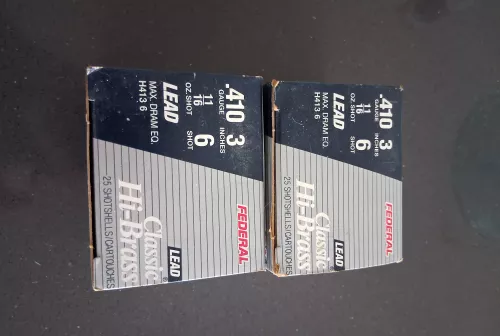 .410 3
GAUGE INCHES
11/16 6
OZ. SHOT SHOT
LEAD
MAX. DRAM EQ.
H413 6
FEDERAL
LEAD
Classic
Hi-Brass
25 SHOTSHELLS/CARTOUCHES
.410 3
GAUGE INCHES
11/16 6
OZ. SHOT SHOT
LEAD
MAX. DRAM EQ.
H413 6
FEDERAL
LEAD
Classic
Hi-Brass
25 SHOTSHELLS/CARTOUCHES